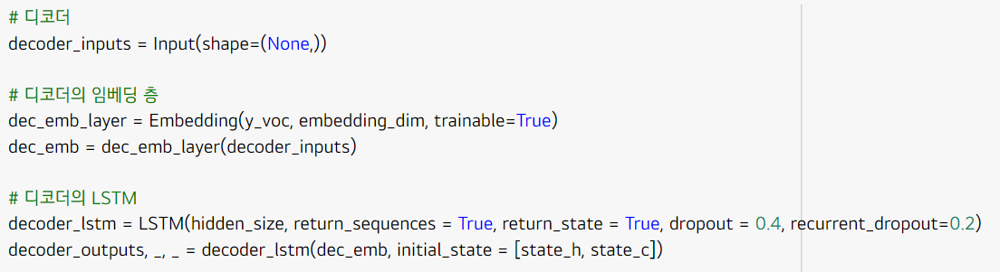 # 디코더
decoder_inputs = Input(shape=(None,))
# 디코더의 임베딩 층
dec_emb_layer = Embedding(y_voc, embedding_dim, trainable=True)
dec_emb = dec_emb_layer(decoder_inputs)
# 디코더의 LSTM
decoder_lstm = LSTM(hidden_size, return_sequences = True, return_state = True, dropout = 0.4, recurrent_dropout=0.2)
decoder_outputs, _, _ = decoder_lstm(dec_emb, initial_state = [state_h, state_c])